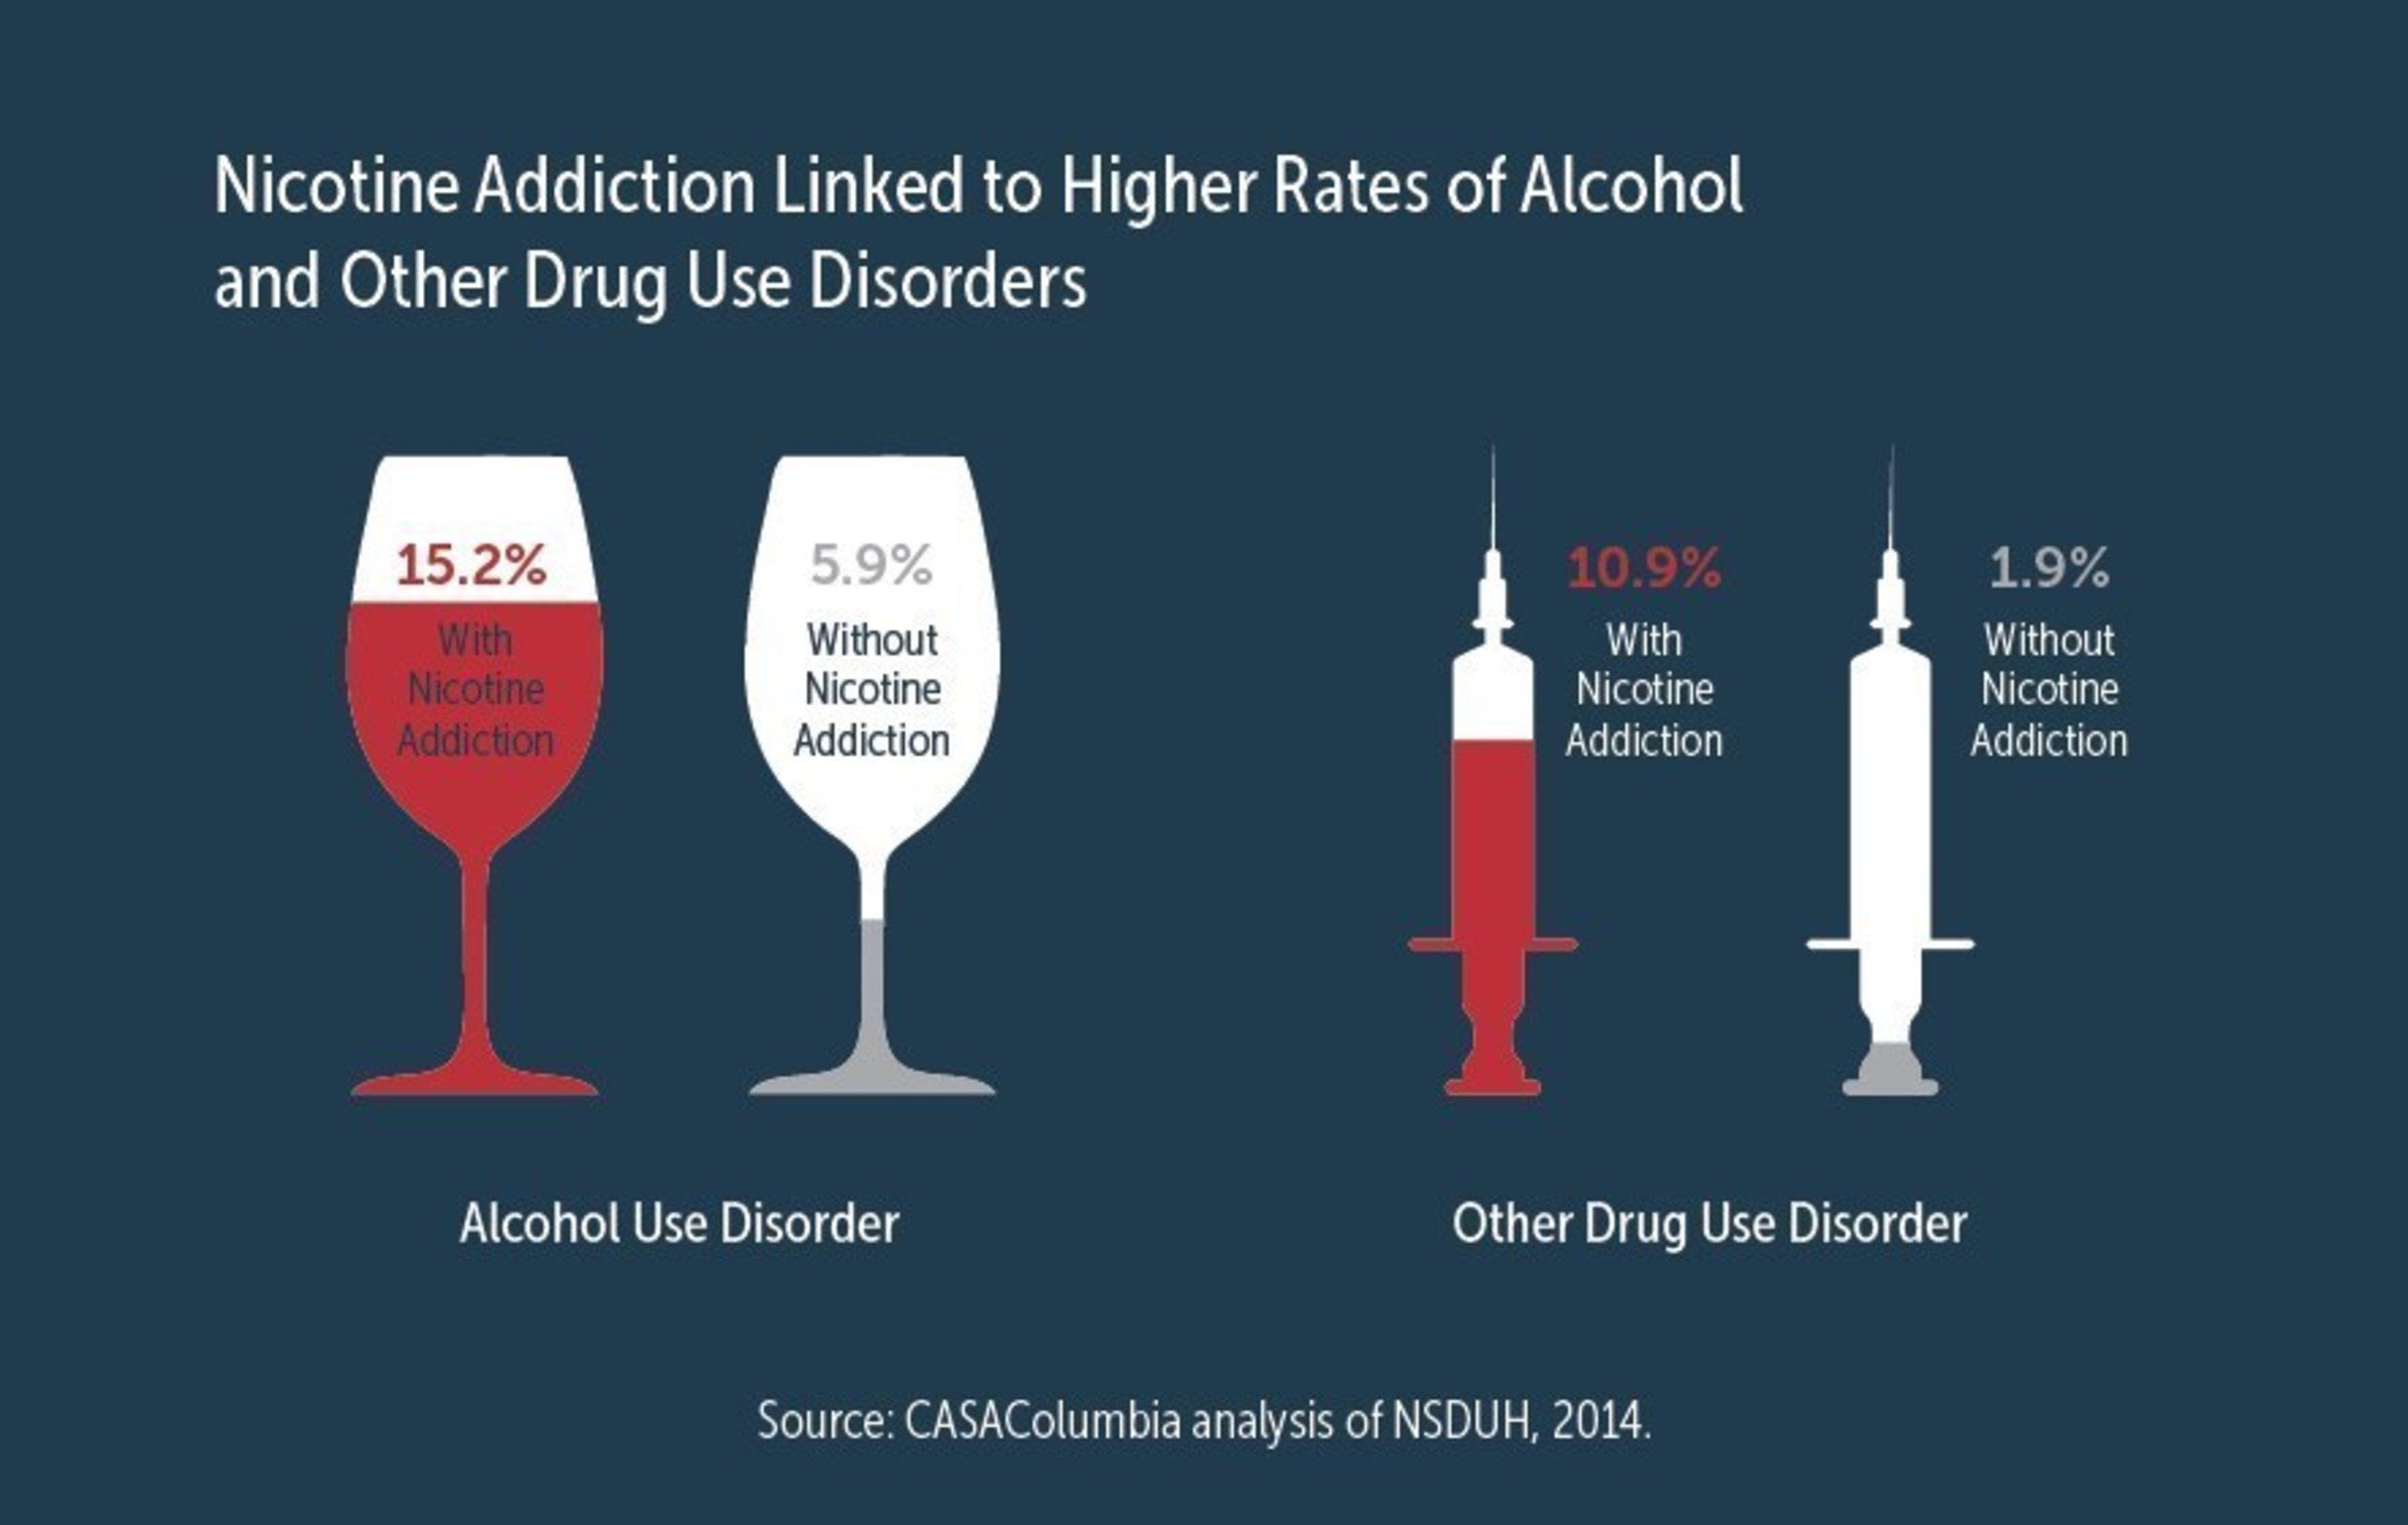 Nicotine Addiction Linked to Higher Rates of Alcohol
and Other Drug Use Disorders
15.2%
With
Nicotine
Addiction
5.9%
Without
Nicotine
Addiction
10.9%
With
Nicotine
Addiction
1.9%
Without
Nicotine
Addiction
Alcohol Use Disorder
Other Drug Use Disorder
Source: CASAColumbia analysis of NSDUH, 2014.